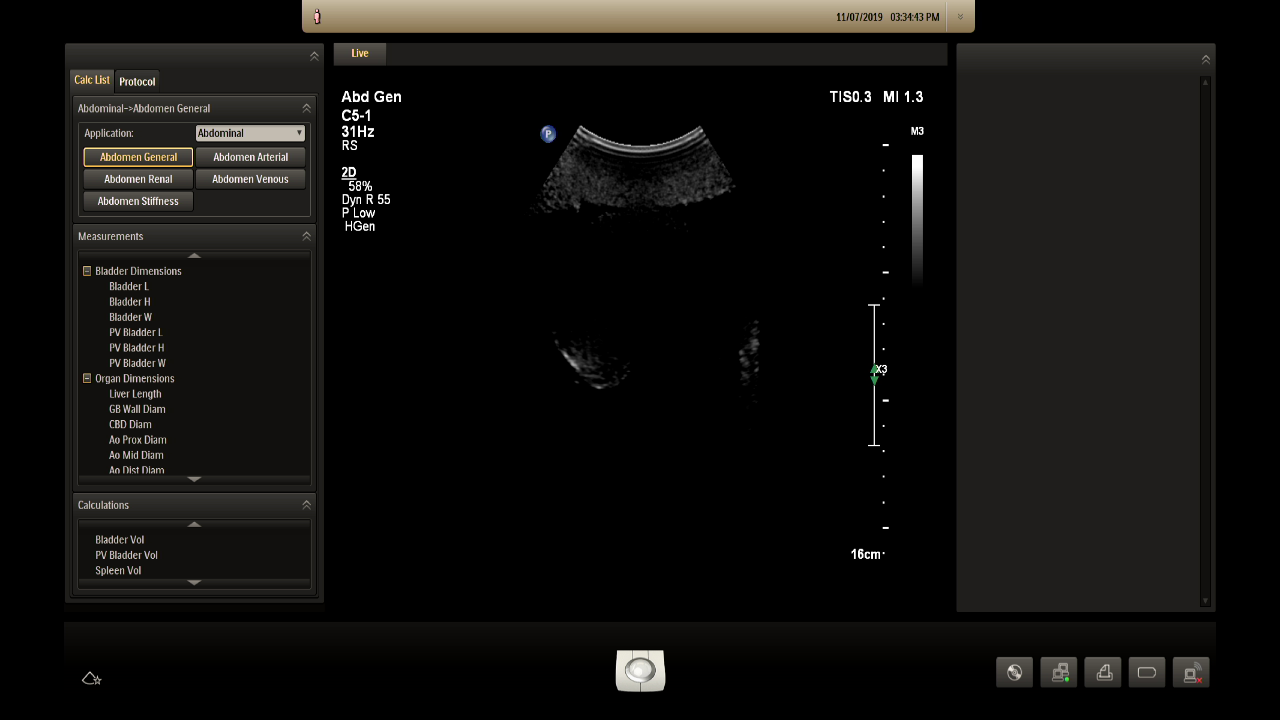 11/07/2019 03:34:43 PM
Calc List Protocol
Abdominal->Abdomen General
Application: Abdominal
Abdomen General Abdomen Arterial
Abdomen Renal Abdomen Venous
Abdomen Stiffness
Measurements
Bladder Dimensions
Bladder L
Bladder H
Bladder W
PV Bladder L
PV Bladder H
PV Bladder W
Organ Dimensions
Liver Length
GB Wall Diam
CBD Diam
Ao Prox Diam
Ao Mid Diam
Ao Dist Diam
Calculations
Bladder Vol
PV Bladder Vol
Spleen Vol
Live
Abd Gen
C5-1
31Hz
RS
2D
58%
Dyn R 55
P Low
HGen
P
TIS0.3 MI 1.3
M3
X3
16cm